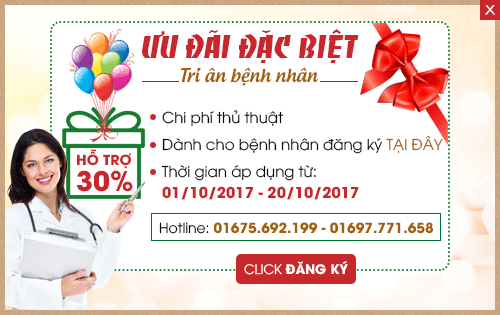 X
ƯU ĐÃI ĐẶC BIỆT
Tri ân bệnh nhân
HỖ TRỢ
30%
• Chi phí thủ thuật
• Dành cho bệnh nhân đăng ký TẠI ĐÂY
• Thời gian áp dụng từ:
01/10/2017 - 20/10/2017
Hotline: 01675.692.199 - 01697.771.658
CLICK ĐĂNG KÝ